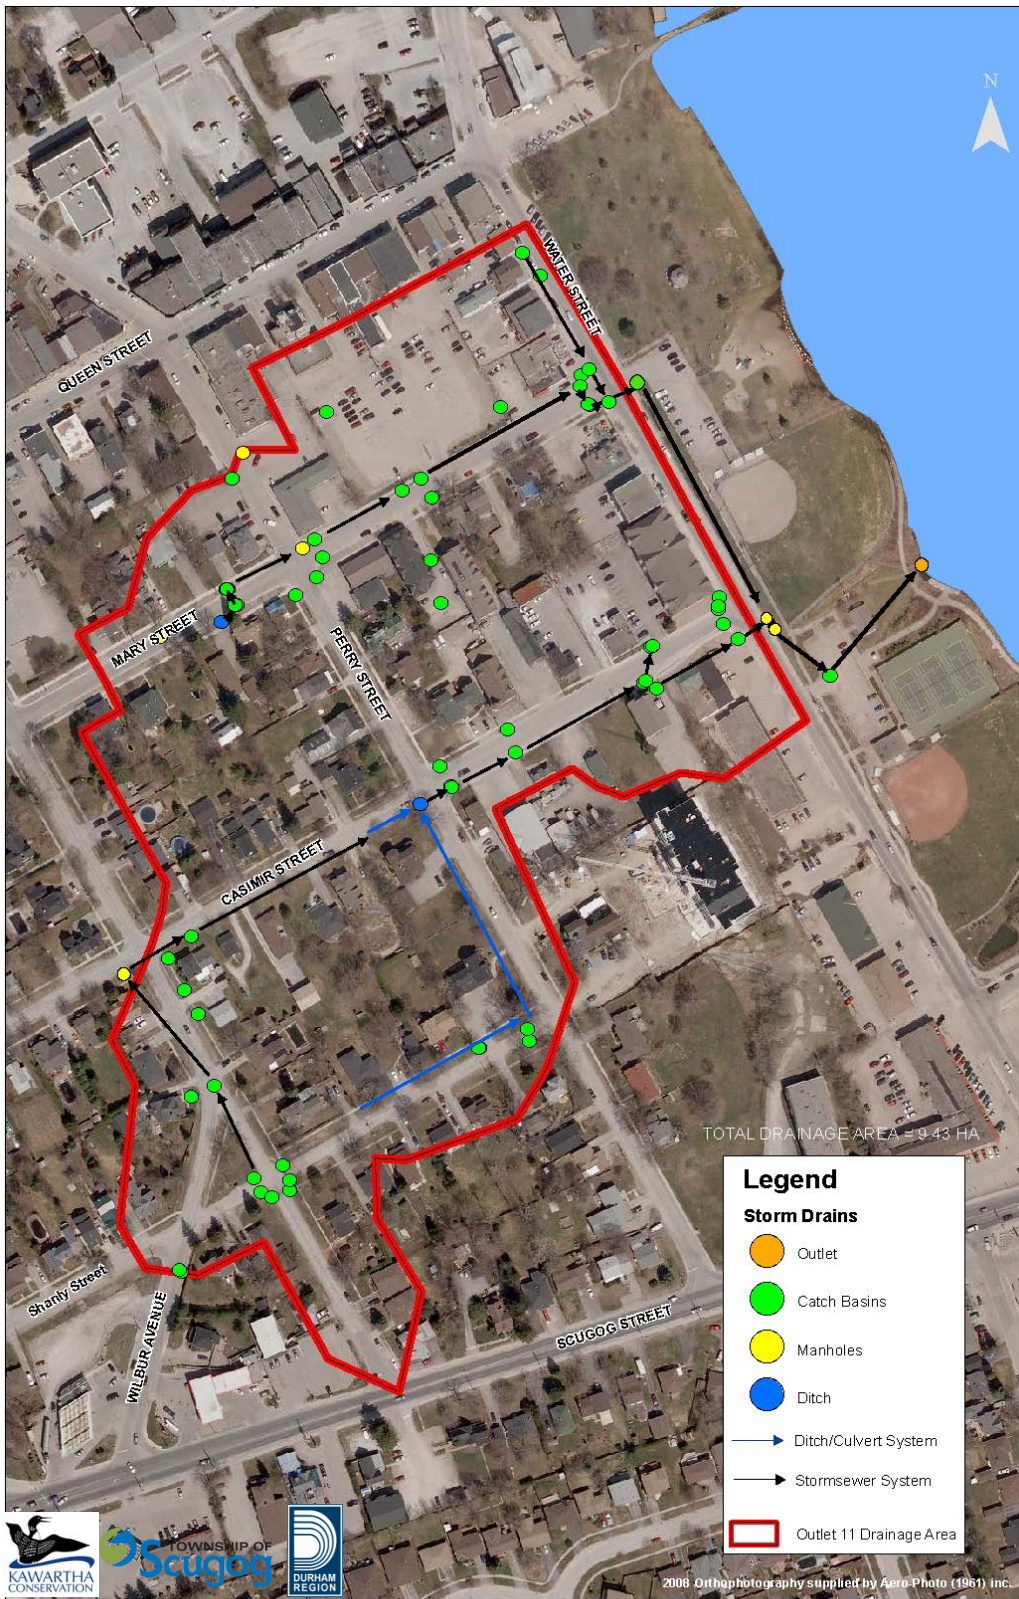 N
WATER STREET
QUEEN STREET
MARY STREET
PERRY STREET
CASIMIR STREET
TOTAL DRAINAGE AREA = 9.43 HA
Legend
Storm Drains
Outlet
Catch Basins
Manholes
Ditch
Ditch/Culvert System
Stormsewer System
Outlet 11 Drainage Area
Shanly Street
WILBUR AVENUE
SCUGOG STREET
KAWARTHA
CONSERVATION
TOWNSHIP OF
Scugog
DURHAM
REGION
2008 Orthophotography supplied by Aero-Photo (1961) inc.